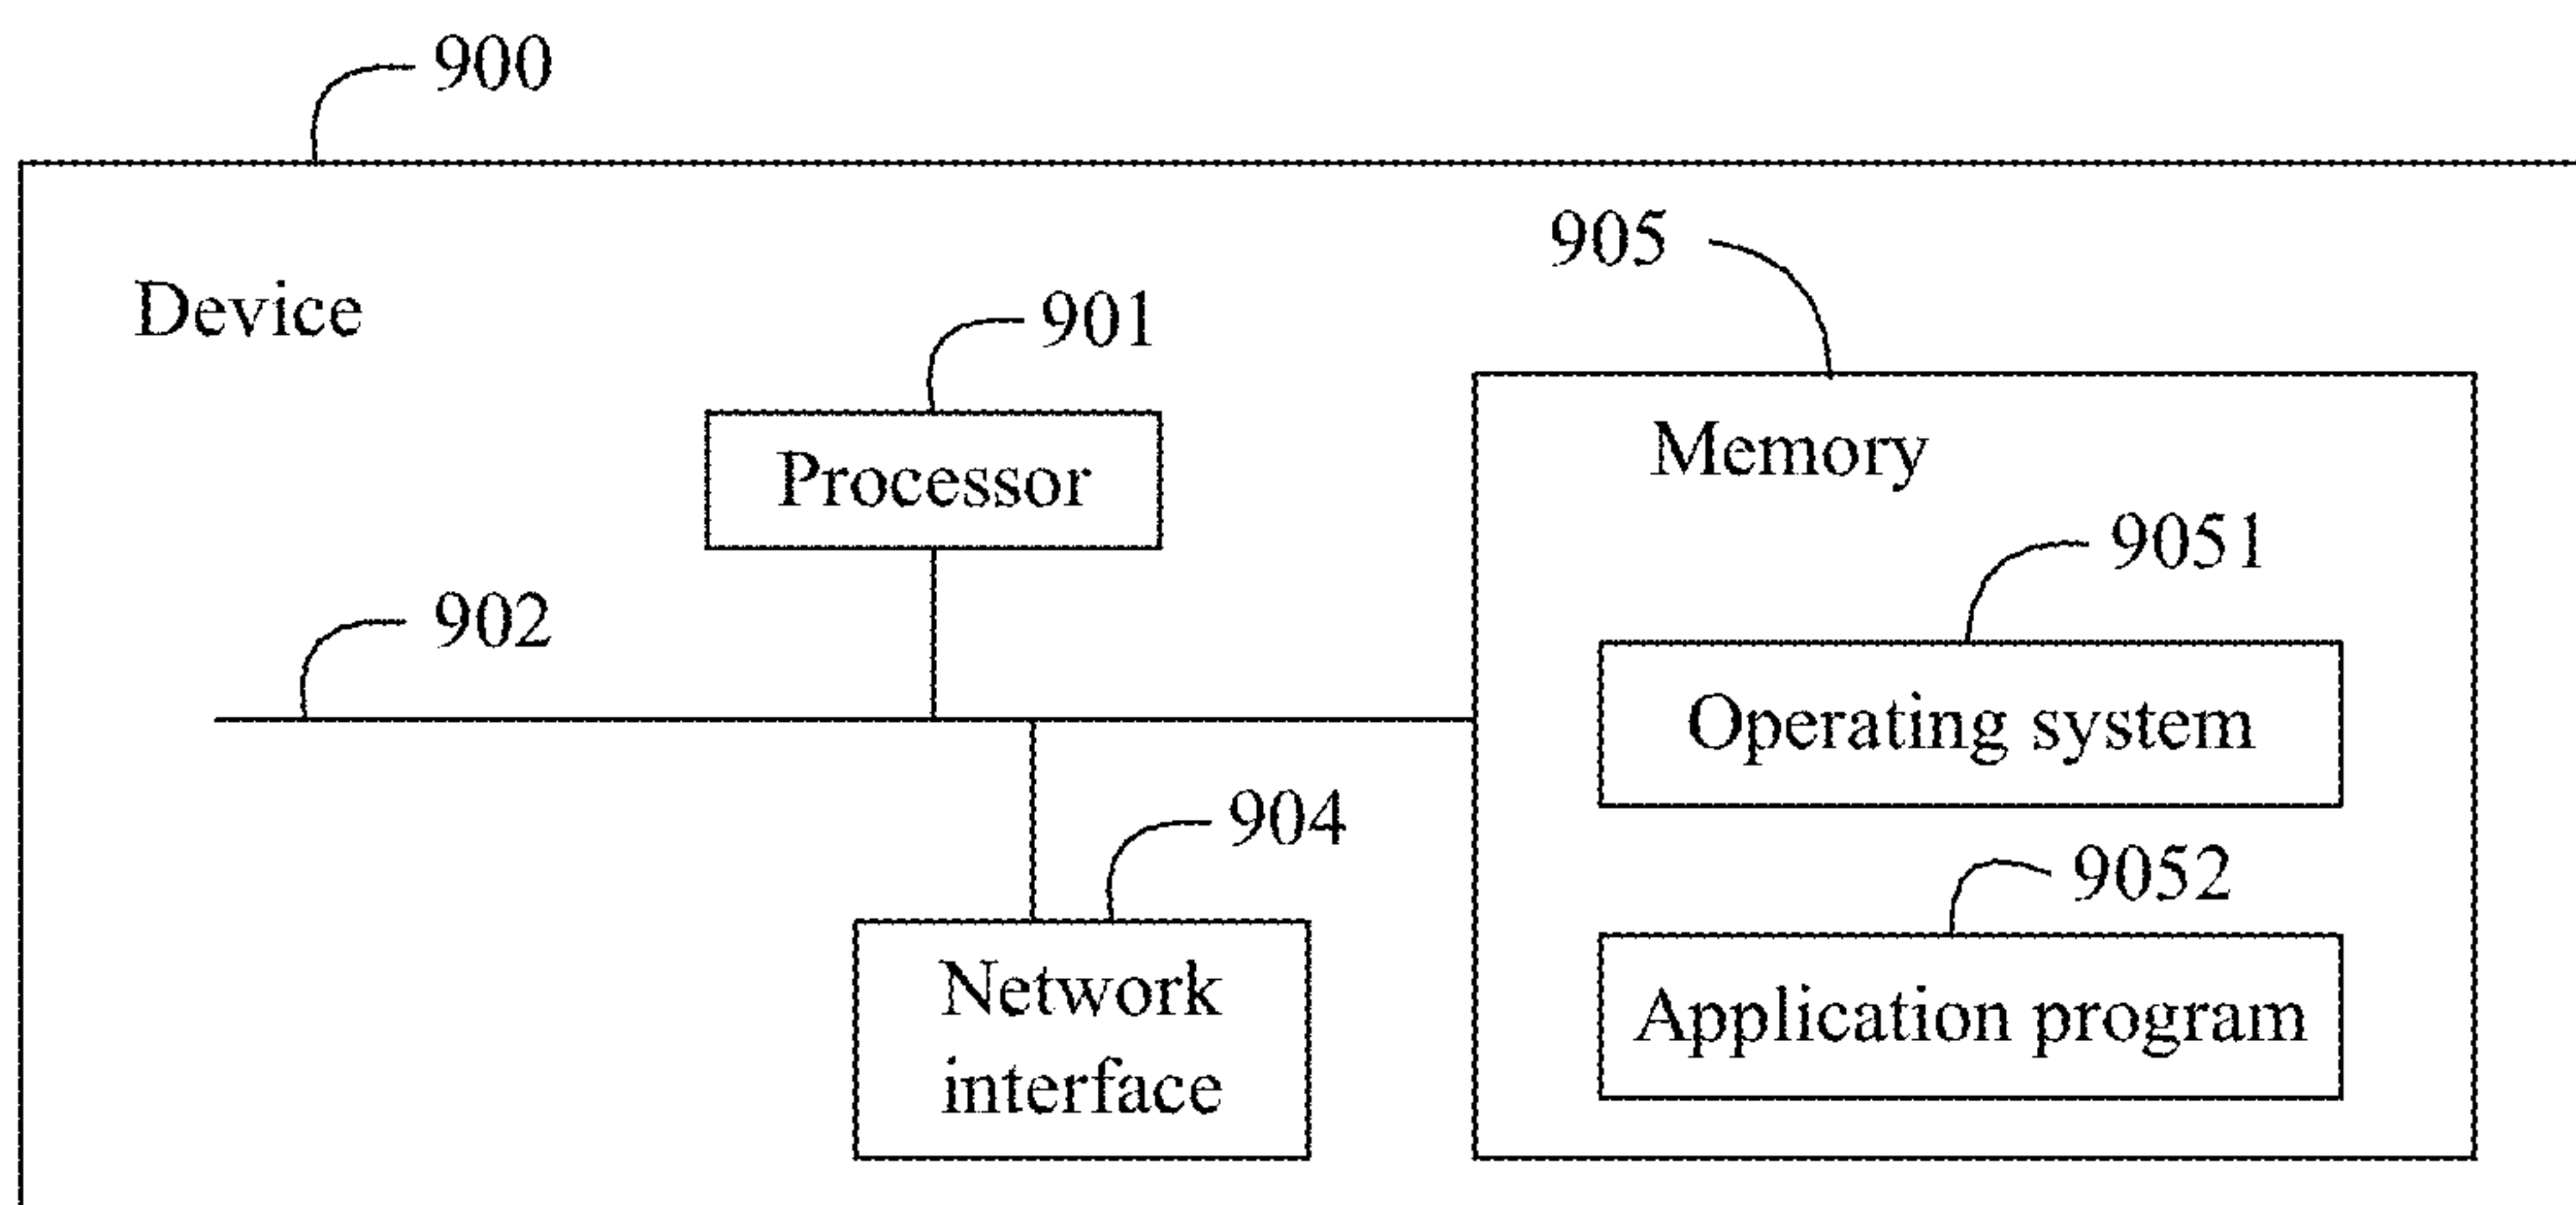 900
905
Device
901
Processor
Memory
9051
902
Operating system
904
9052
Network
interface
Application program